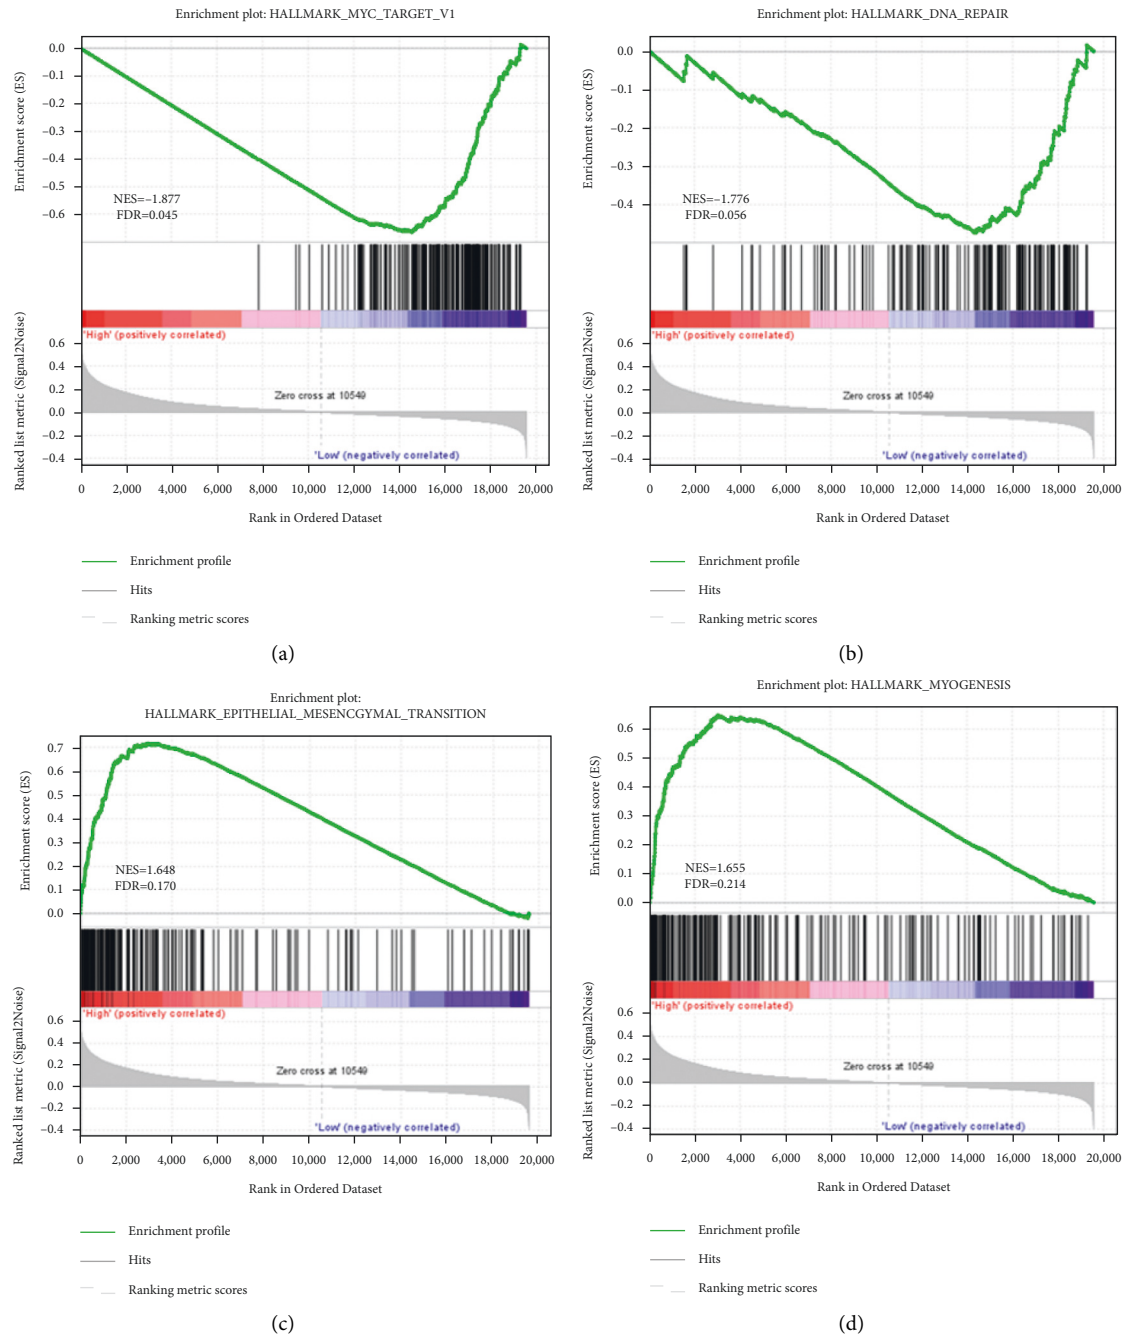 Enrichment plot: HALLMARK_MYC_TARGET_V1
Enrichment score (ES)
0.0
−0.1
−0.2
−0.3
−0.4
−0.5
−0.6
NES=−1.877
FDR=0.045
Ranked list metric (Signal2Noise)
'High' (positively correlated)
0.6
0.4
0.2
0.0
−0.2
−0.4
Zero cross at 10549
'Low' (negatively correlated)
0 2,000 4,000 6,000 8,000 10,000 12,000 14,000 16,000 18,000 20,000
Rank in Ordered Dataset
Enrichment profile
Hits
Ranking metric scores
(a)
Enrichment plot: HALLMARK_DNA_REPAIR
Enrichment score (ES)
0.0
−0.1
−0.2
−0.3
−0.4
NES=−1.776
FDR=0.056
Ranked list metric (Signal2Noise)
'High' (positively correlated)
0.6
0.4
0.2
0.0
−0.2
−0.4
Zero cross at 10549
'Low' (negatively correlated)
0 2,000 4,000 6,000 8,000 10,000 12,000 14,000 16,000 18,000 20,000
Rank in Ordered Dataset
Enrichment profile
Hits
Ranking metric scores
(b)
Enrichment plot:
HALLMARK_EPITHELIAL_MESENCGYMAL_TRANSITION
Enrichment score (ES)
0.7
0.6
0.5
0.4
0.3
0.2
0.1
0.0
NES=1.648
FDR=0.170
Ranked list metric (Signal2Noise)
'High' (positively correlated)
0.6
0.4
0.2
0.0
−0.2
−0.4
Zero cross at 10549
'Low' (negatively correlated)
0 2,000 4,000 6,000 8,000 10,000 12,000 14,000 16,000 18,000 20,000
Rank in Ordered Dataset
Enrichment profile
Hits
Ranking metric scores
(c)
Enrichment plot: HALLMARK_MYOGENESIS
Enrichment score (ES)
0.6
0.5
0.4
0.3
0.2
0.1
0.0
NES=1.655
FDR=0.214
Ranked list metric (Signal2Noise)
'High' (positively correlated)
0.6
0.4
0.2
0.0
−0.2
−0.4
Zero cross at 10549
'Low' (negatively correlated)
0 2,000 4,000 6,000 8,000 10,000 12,000 14,000 16,000 18,000 20,000
Rank in Ordered Dataset
Enrichment profile
Hits
Ranking metric scores
(d)